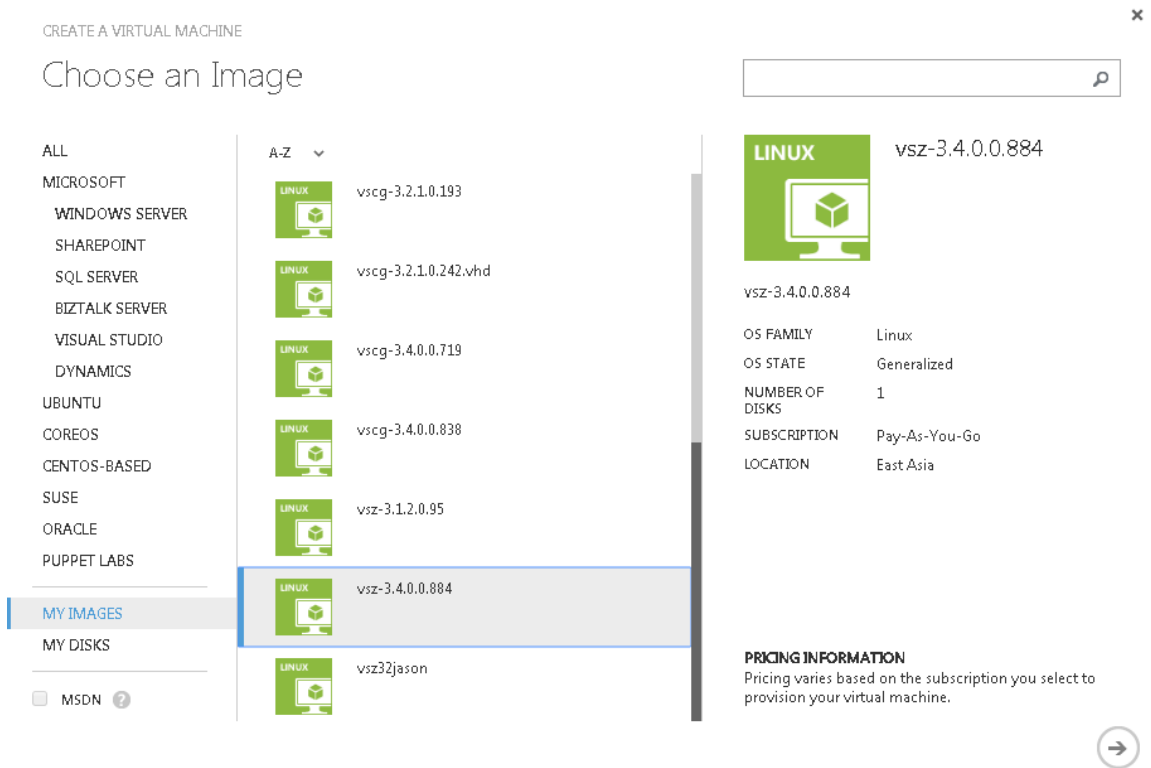 CREATE A VIRTUAL MACHINE
Choose an Image
ALL
MICROSOFT
WINDOWS SERVER
SHAREPOINT
SQL SERVER
BIZTALK SERVER
VISUAL STUDIO
DYNAMICS
UBUNTU
COREOS
CENTOS-BASED
SUSE
ORACLE
PUPPET LABS
MY IMAGES
MY DISKS
MSDN ?
A-Z
LINUX vscg-3.2.1.0.193
LINUX vscg-3.2.1.0.242.vhd
LINUX vscg-3.4.0.0.719
LINUX vscg-3.4.0.0.838
LINUX vsz-3.1.2.0.95
LINUX vsz-3.4.0.0.884
LINUX vsz32jason
LINUX vsz-3.4.0.0.884
vsz-3.4.0.0.884
OS FAMILY Linux
OS STATE Generalized
NUMBER OF 1
DISKS
SUBSCRIPTION Pay-As-You-Go
LOCATION East Asia
PRICING INFORMATION
Pricing varies based on the subscription you select to
provision your virtual machine.